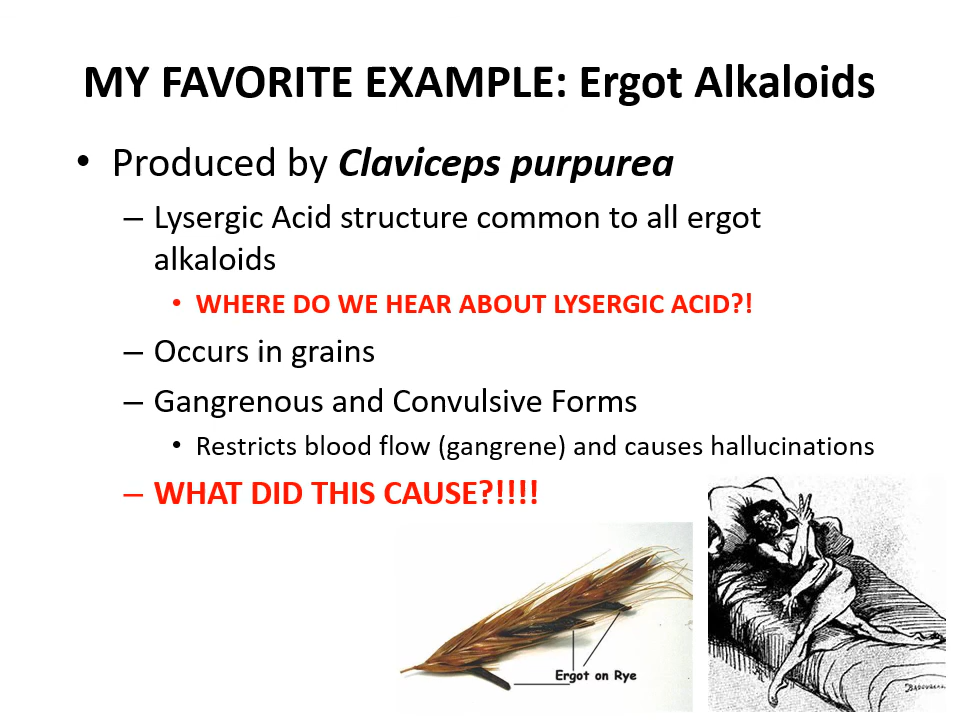 MY FAVORITE EXAMPLE: Ergot Alkaloids
• Produced by Claviceps purpurea
– Lysergic Acid structure common to all ergot
alkaloids
• WHERE DO WE HEAR ABOUT LYSERGIC ACID?!
– Occurs in grains
– Gangrenous and Convulsive Forms
• Restricts blood flow (gangrene) and causes hallucinations
– WHAT DID THIS CAUSE?!!!!
Ergot on Rye